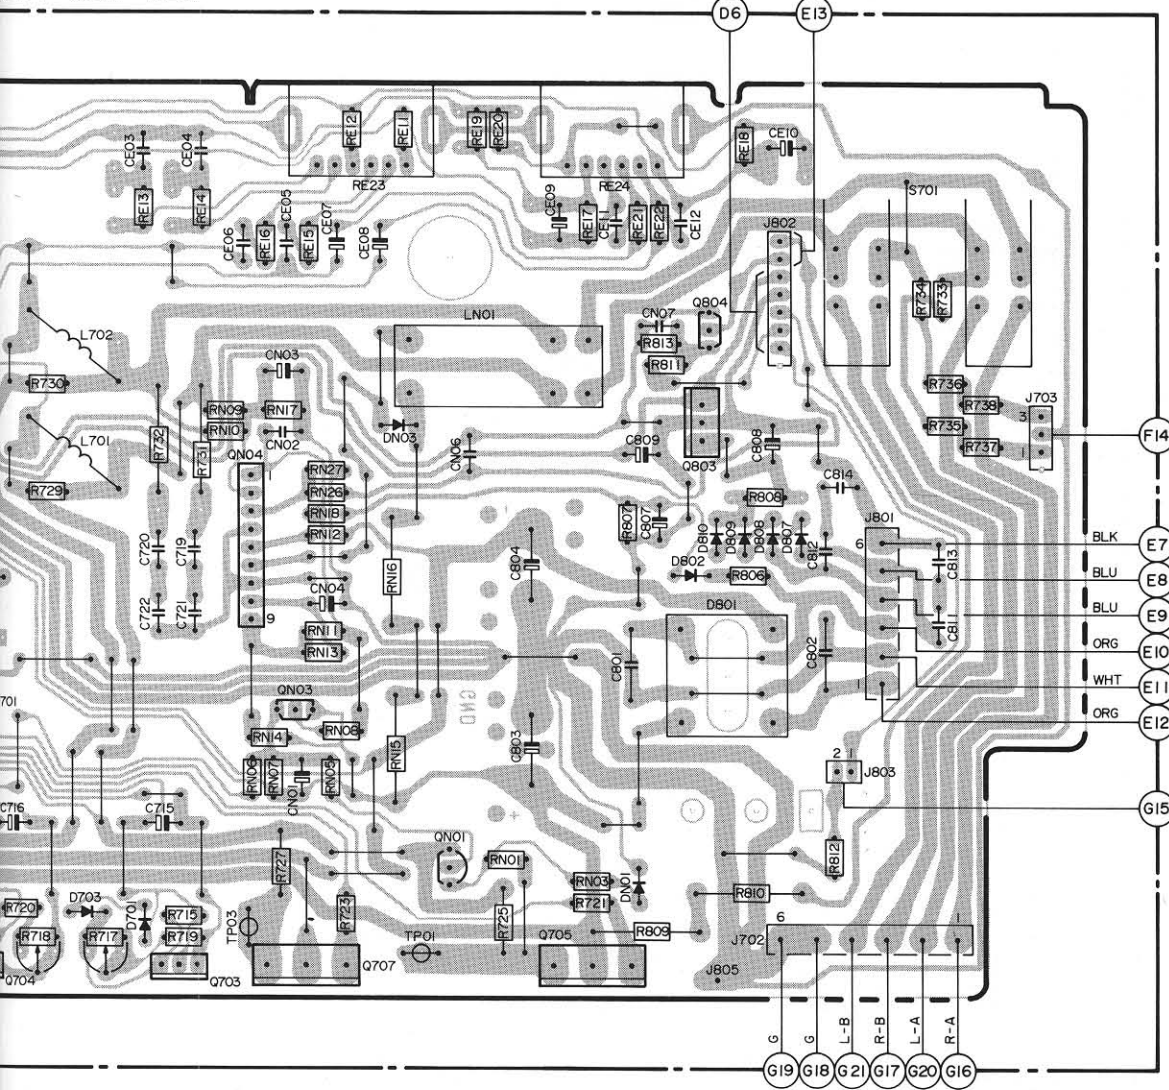 D6 E13
RE12 RE11 RE19 RE20 RE18 CE10
CE03 CE04
RE23 RE24
RE13 RE14 CE05 CE07 CE09 RE17 CE11 RE21 RE22 CE12 S701
CE06 RE16 RE15 CE08 J802
R734 R733
LN01 CN07 Q804
L702 R813
CN03 R811
R730 R736 J703
RN09 RN17 R738 3
RN10 R735
L701 R732 R731 CN02 DN03 CN06 C809 Q803 C808 R737 1 F14
QN04 1 RN27 C814
R729 RN26 R808
RN18 R807 C807 D810 D809 D808 D807 J801
C720 C719 RN12 C804 C812 6 C813 BLK E7
RN16 D802 R806 BLU E8
CN04 D801
C722 C721 9 C811 BLU E9
RN11 ORG E10
RN13 C801 C802
1 WHT E11
701 QN03 GND ORG E12
RN14 RN08
RN15 C803 2 1
RN06 RN07 CN01 RN05 J803
C716 C715 + G15
QN01
R727 RN01 R812
RN03 DN01
R720 D703 D701 R715 R723 R721 R810
R718 R717 R719 TP03 TP01 R725 Q705 R809 J702 6 1
Q704 Q703 Q707 J805
G G L-B R-B L-A R-A
G19 G18 G21 G17 G20 G16